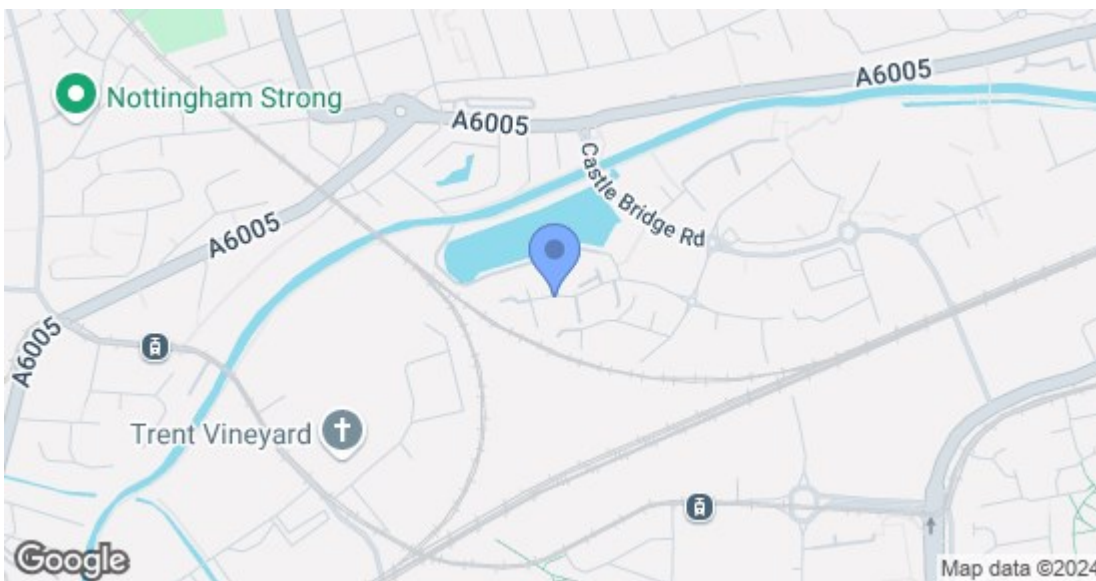 Nottingham Strong
A6005
A6005
Castle Bridge Rd
A6005
A6005
Trent Vineyard
Google
Map data ©2024